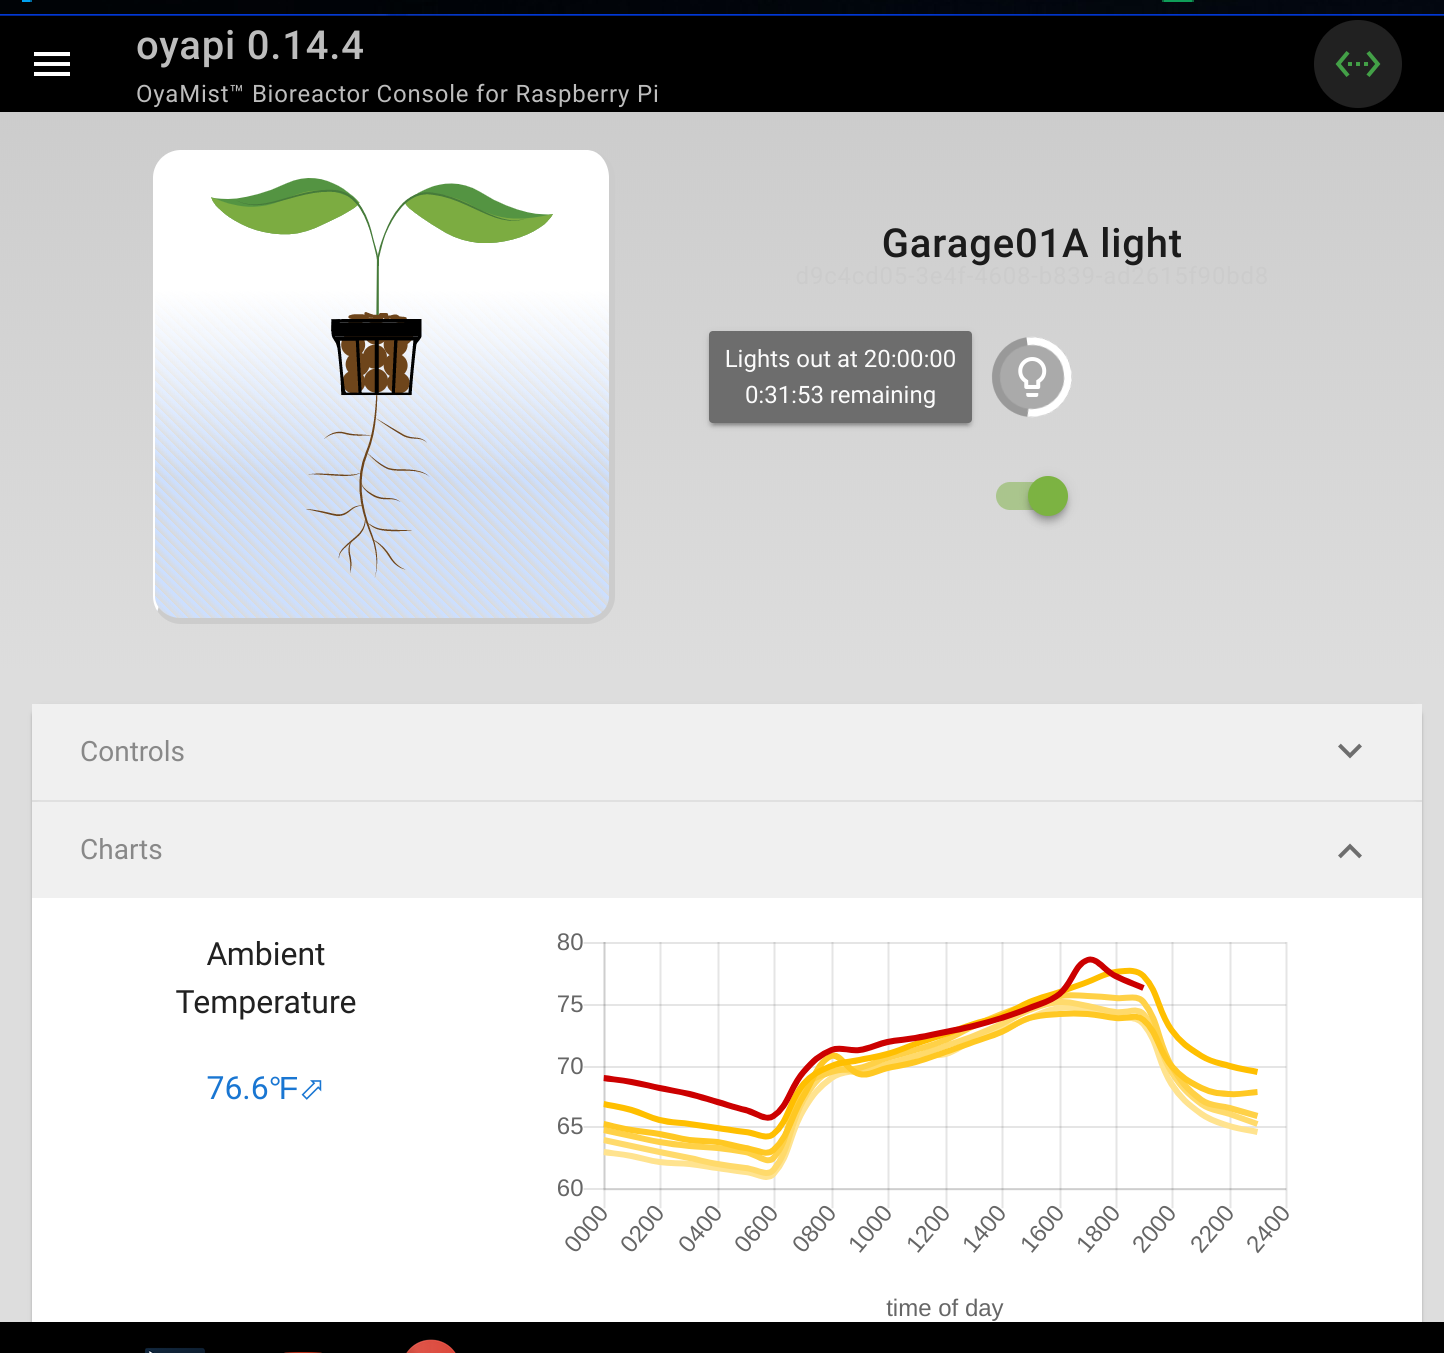 oyapi 0.14.4
OyaMist™ Bioreactor Console for Raspberry Pi
Garage01A light
d9c4cd05-3e4f-4608-b839-ad2615f90bd8
Lights out at 20:00:00
0:31:53 remaining
Controls
Charts
Ambient
Temperature
76.6°F⬀
80
75
70
65
60
0000 0200 0400 0600 0800 1000 1200 1400 1600 1800 2000 2200 2400
time of day